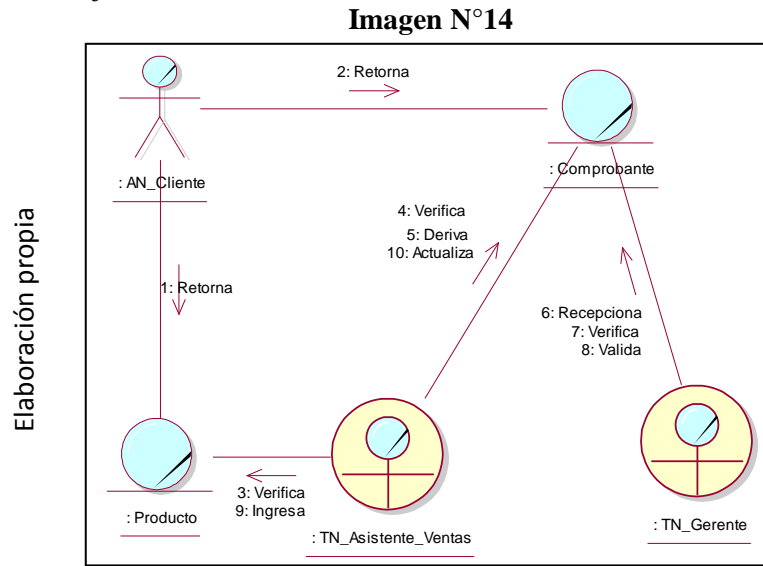 Imagen N°14
2: Retorna
: AN_Cliente
: Comprobante
4: Verifica
5: Deriva
10: Actualiza
1: Retorna
6: Recepciona
7: Verifica
8: Valida
3: Verifica
9: Ingresa
: Producto
: TN_Asistente_Ventas
: TN_Gerente
Elaboración propia